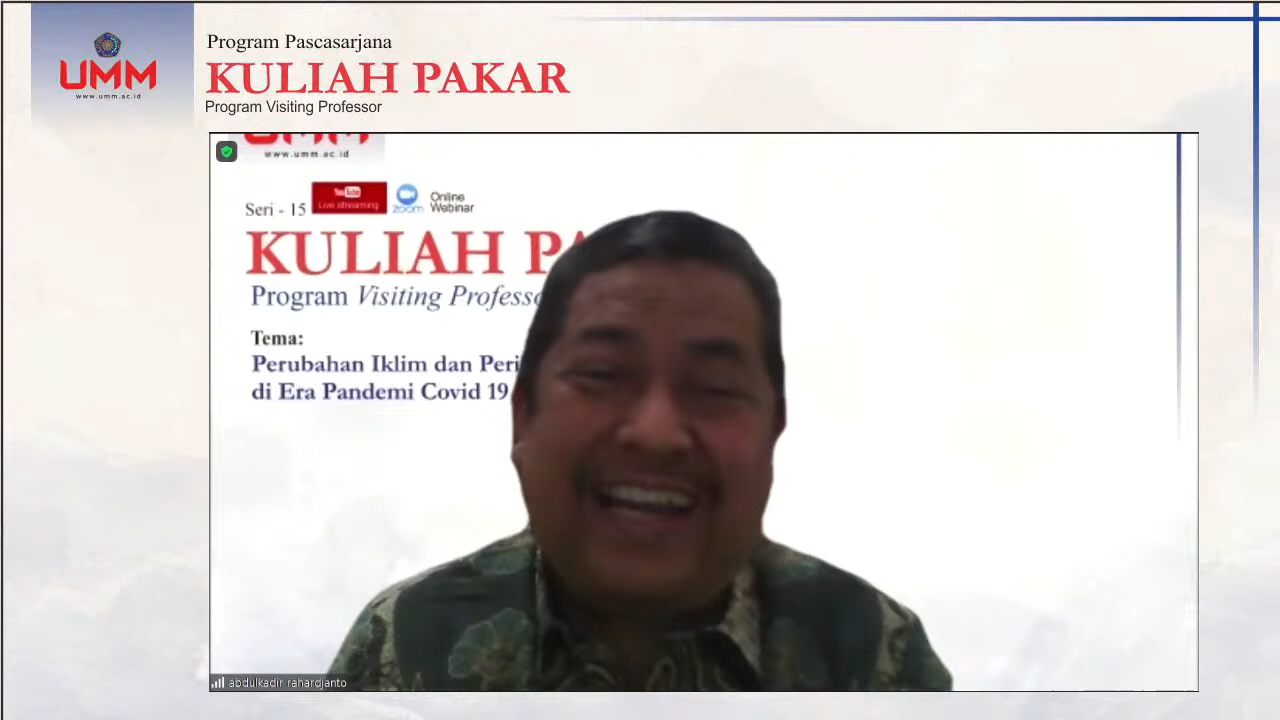 UMM
www.umm.ac.id
Program Pascasarjana
KULIAH PAKAR
Program Visiting Professor
www.umm.ac.id
Seri - 15
YouTube
Live streaming
zoom
Online
Webinar
KULIAH PA
Program Visiting Professo
Tema:
Perubahan Iklim dan Peri
di Era Pandemi Covid 19
abdulkadir rahardjanto